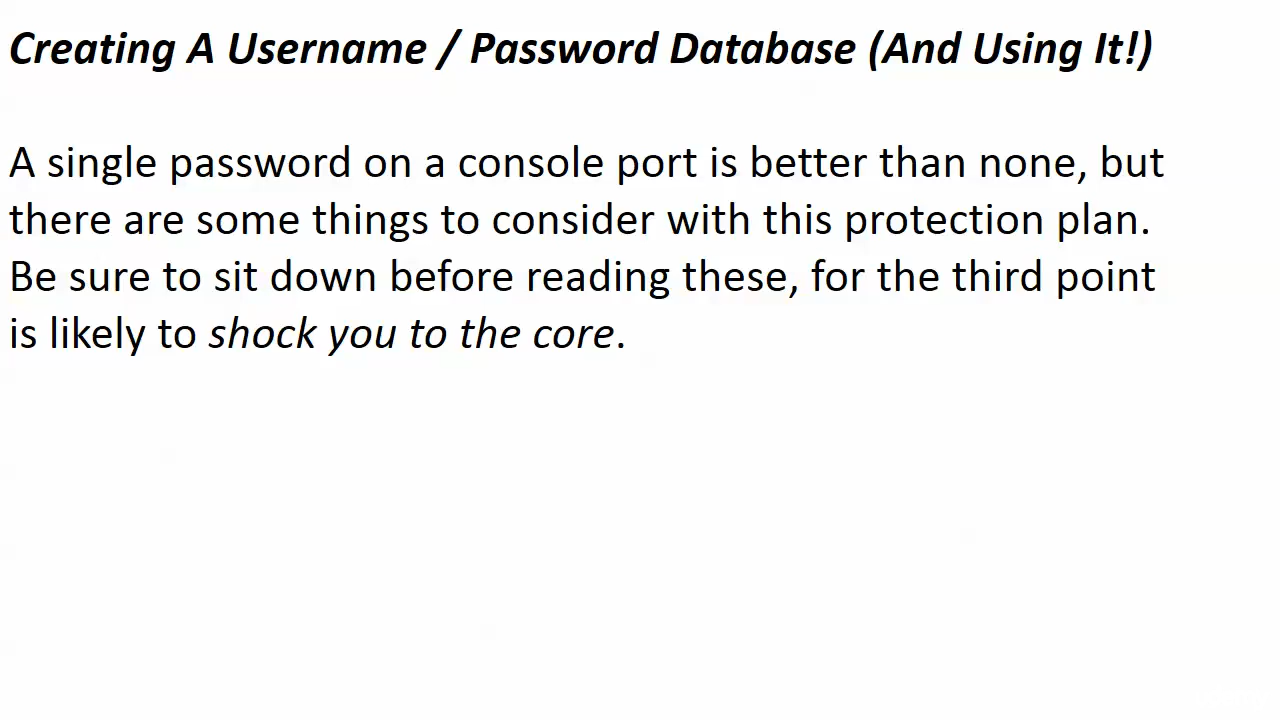 Creating A Username / Password Database (And Using It!)
A single password on a console port is better than none, but
there are some things to consider with this protection plan.
Be sure to sit down before reading these, for the third point
is likely to shock you to the core.